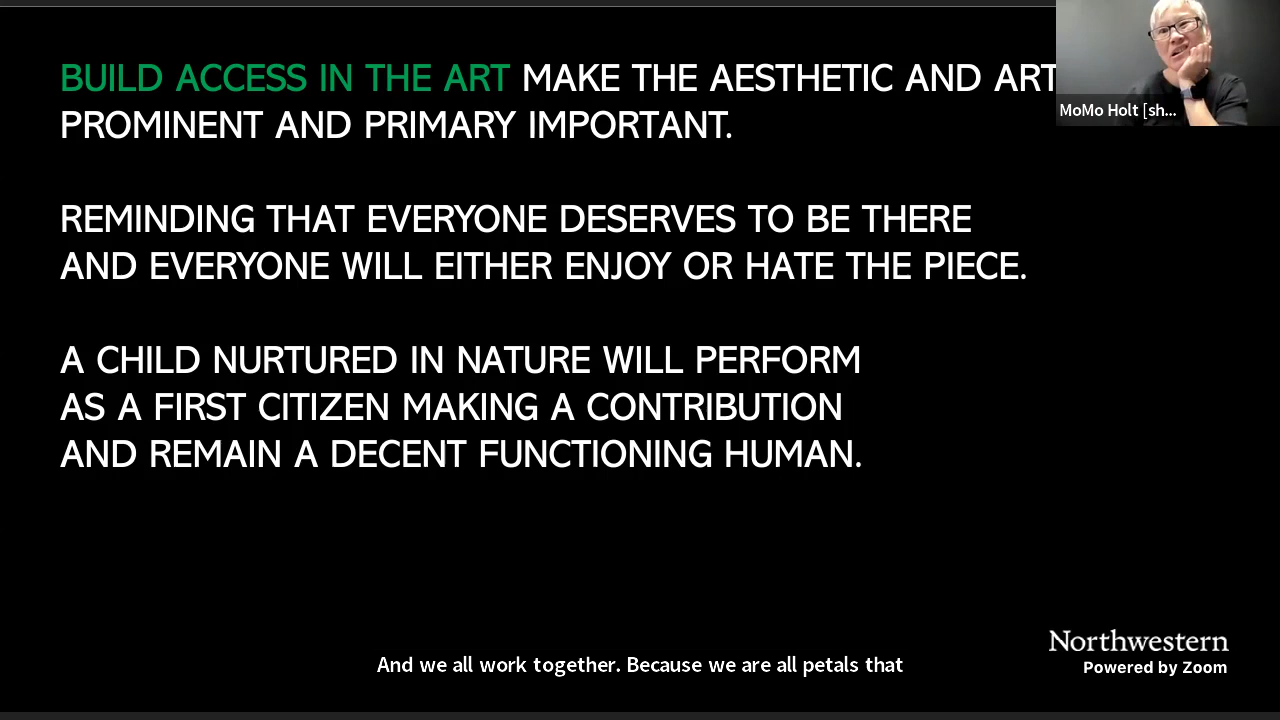 BUILD ACCESS IN THE ART MAKE THE AESTHETIC AND ART
PROMINENT AND PRIMARY IMPORTANT.
REMINDING THAT EVERYONE DESERVES TO BE THERE
AND EVERYONE WILL EITHER ENJOY OR HATE THE PIECE.
A CHILD NURTURED IN NATURE WILL PERFORM
AS A FIRST CITIZEN MAKING A CONTRIBUTION
AND REMAIN A DECENT FUNCTIONING HUMAN.
MoMo Holt [sh...
And we all work together. Because we are all petals that
Northwestern
Powered by Zoom